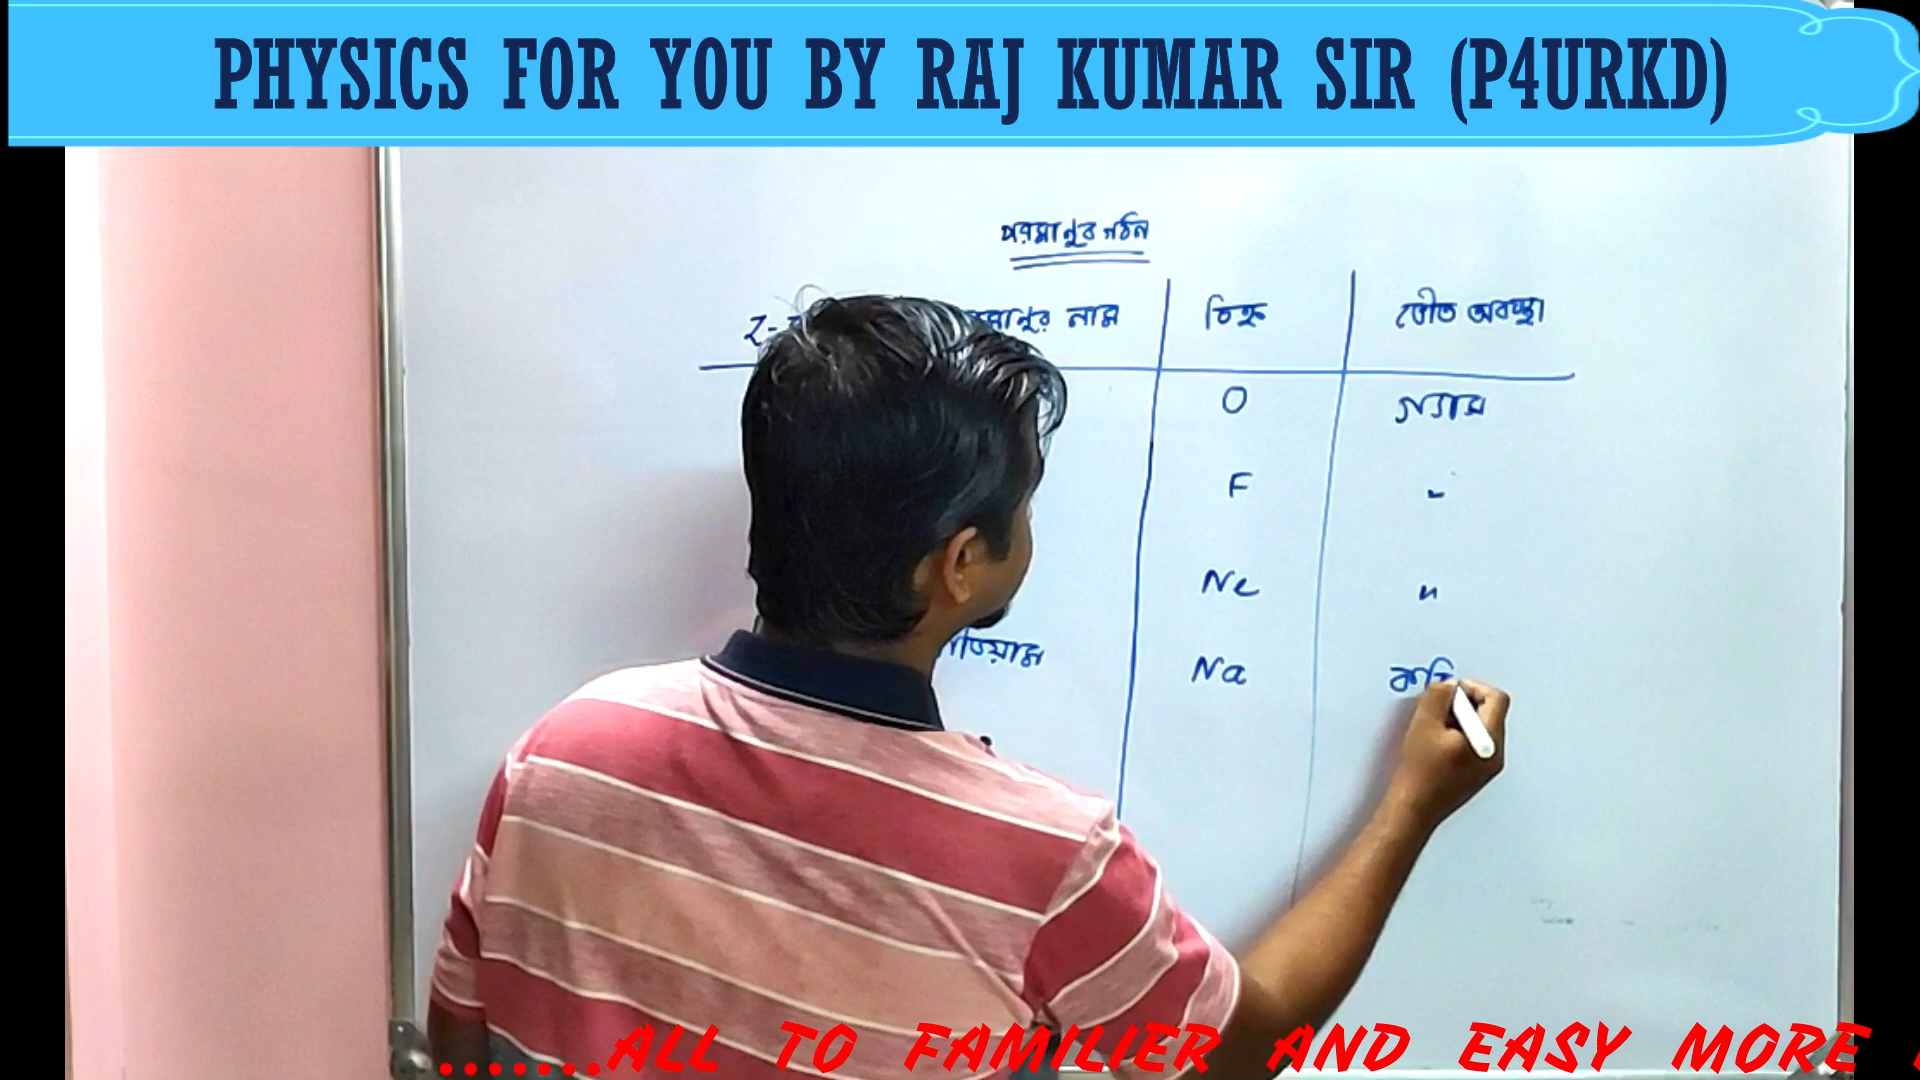 PHYSICS FOR YOU BY RAJ KUMAR SIR (P4URKD)
পরমাণুর গঠন
Z- নাম চিহ্ন ভৌত অবস্থা
O গ্যাস
F "
Ne "
Na কঠি
.......ALL TO FAMILIER AND EASY MORE